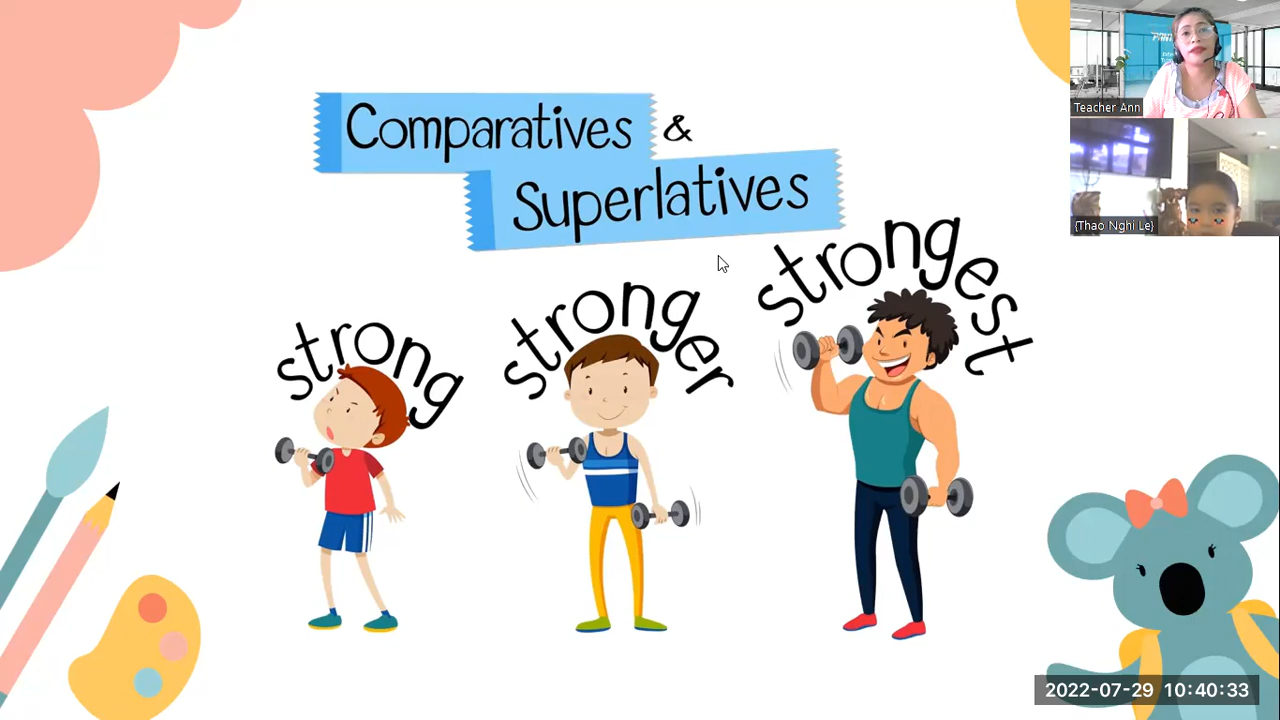 Comparatives &
Superlatives
strong
stronger
strongest
Teacher Ann
{Thao Nghi Le}
2022-07-29 10:40:33